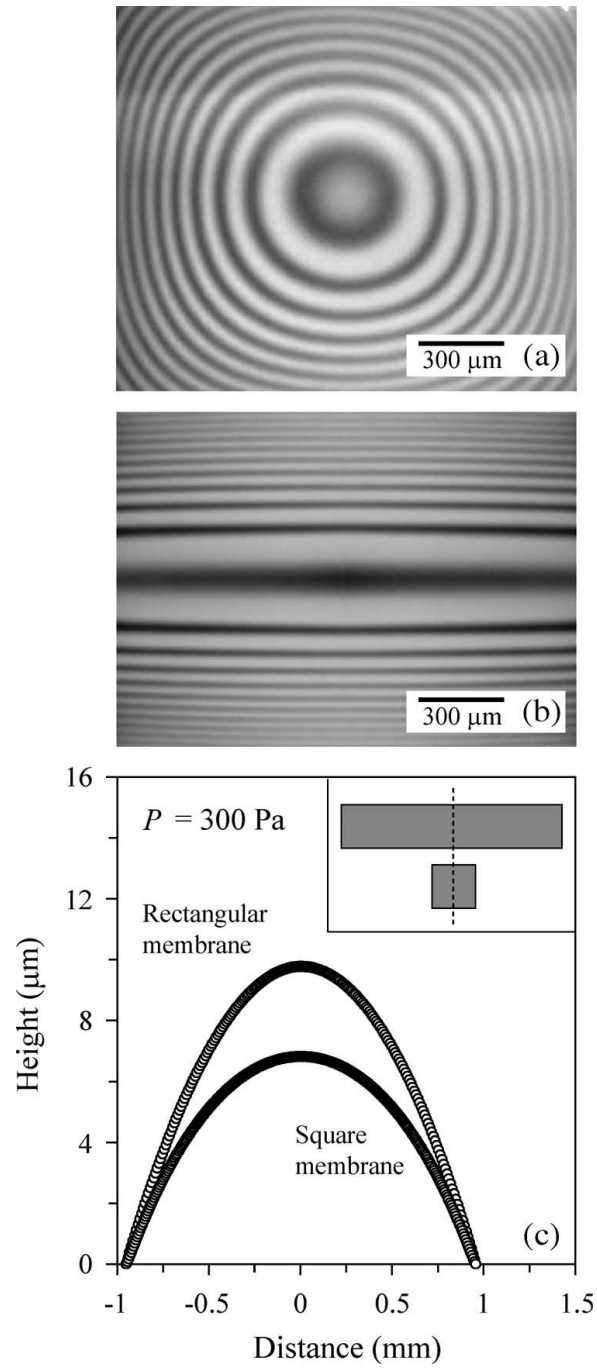 300 μm
(a)
300 μm
(b)
16
12
8
4
0
Height (μm)
P = 300 Pa
Rectangular
membrane
Square
membrane
(c)
-1
-0.5
0
0.5
1
1.5
Distance (mm)